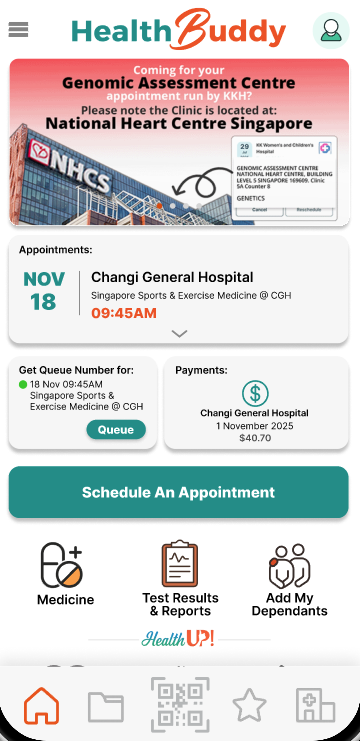 HealthBuddy
Coming for your
Genomic Assessment Centre
appointment run by KKH?
Please note the Clinic is located at:
National Heart Centre Singapore
NHCS
29
KK Women's and Children's
Hospital
GENOMIC ASSESSMENT CENTRE
NATIONAL HEART CENTRE, BUILDING
LEVEL 5 SINGAPORE 169609. Clinic
5A Counter 8
GENETICS
Cancel Reschedule
Appointments:
NOV
18
Changi General Hospital
Singapore Sports & Exercise Medicine @ CGH
09:45AM
Get Queue Number for:
18 Nov 09:45AM
Singapore Sports &
Exercise Medicine @ CGH
Queue
Payments:
$
Changi General Hospital
1 November 2025
$40.70
Schedule An Appointment
Medicine
Test Results
& Reports
Add My
Dependants
Health UP!